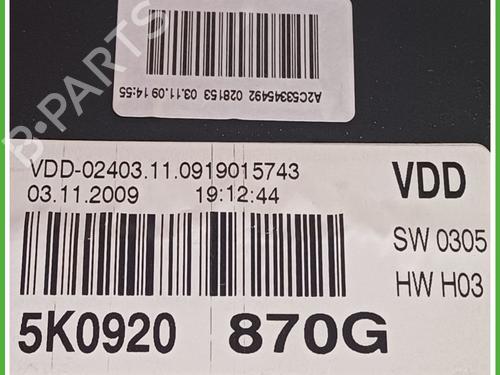 A2C53345492 028153 03.11.09 14:55
B-PARTS
VDD-02403.11.0919015743
03.11.2009 19:12:44
VDD
SW 0305
HW H03
5K0920 870G